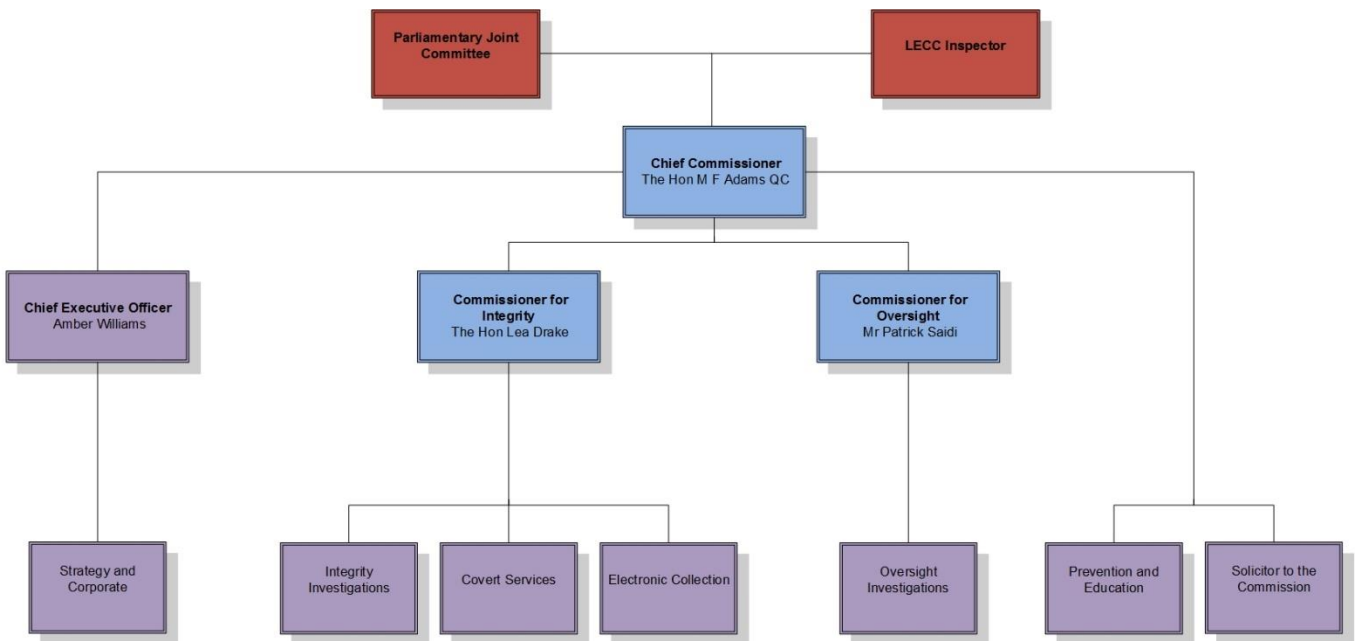 Parliamentary Joint
Committee
LECC Inspector
Chief Commissioner
The Hon M F Adams QC
Chief Executive Officer
Amber Williams
Commissioner for
Integrity
The Hon Lea Drake
Commissioner for
Oversight
Mr Patrick Saidi
Strategy and
Corporate
Integrity
Investigations
Covert Services
Electronic Collection
Oversight
Investigations
Prevention and
Education
Solicitor to the
Commission